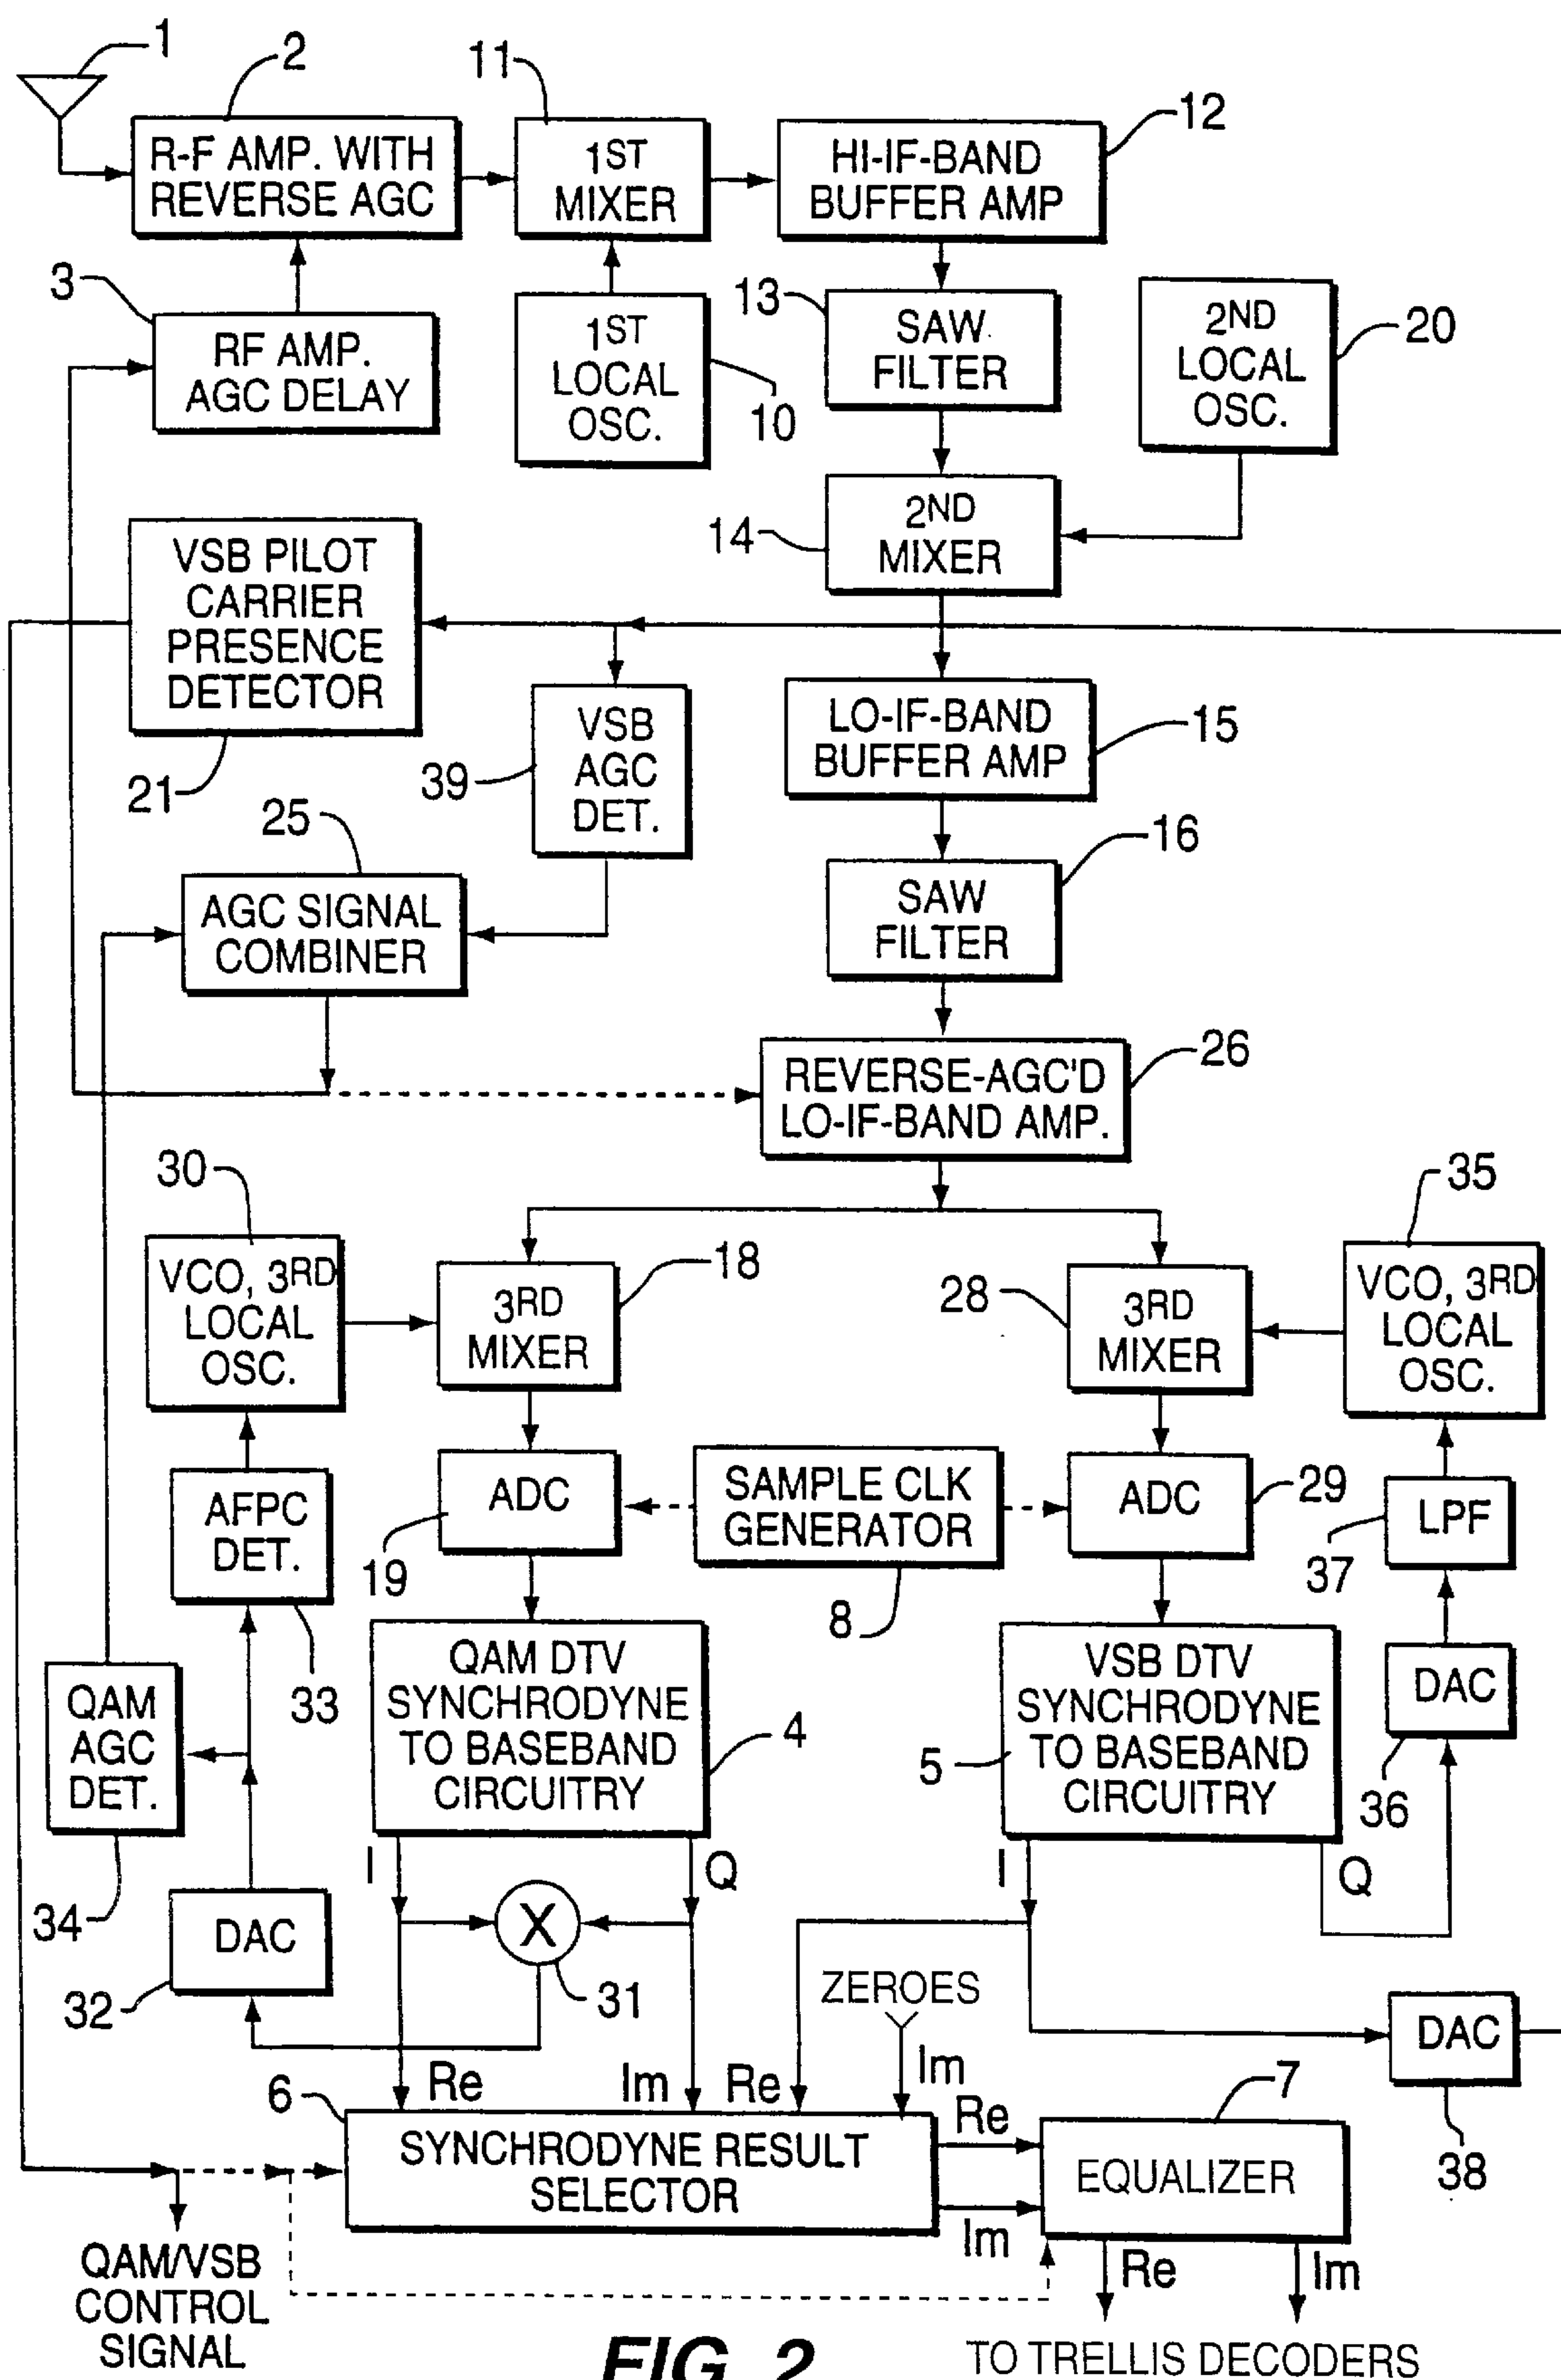 1
2
11
12
R-F AMP. WITH
REVERSE AGC
1ST
MIXER
HI-IF-BAND
BUFFER AMP
3
RF AMP.
AGC DELAY
1ST
LOCAL
OSC.
10
13
SAW
FILTER
2ND
LOCAL
OSC.
20
14
2ND
MIXER
VSB PILOT
CARRIER
PRESENCE
DETECTOR
21
39
VSB
AGC
DET.
LO-IF-BAND
BUFFER AMP
15
25
AGC SIGNAL
COMBINER
16
SAW
FILTER
26
REVERSE-AGC'D
LO-IF-BAND AMP.
30
VCO, 3RD
LOCAL
OSC.
18
3RD
MIXER
28
3RD
MIXER
35
VCO, 3RD
LOCAL
OSC.
AFPC
DET.
33
ADC
19
SAMPLE CLK
GENERATOR
8
ADC
29
LPF
37
QAM
AGC
DET.
34
QAM DTV
SYNCHRODYNE
TO BASEBAND
CIRCUITRY
4
5
VSB DTV
SYNCHRODYNE
TO BASEBAND
CIRCUITRY
DAC
36
I
Q
I
Q
DAC
32
X
31
ZEROES
DAC
38
Re
Im
Re
Im
6
SYNCHRODYNE RESULT
SELECTOR
Re
Im
7
EQUALIZER
QAM/VSB
CONTROL
SIGNAL
Re
Im
FIG. 2
TO TRELLIS DECODERS